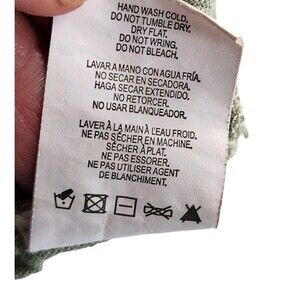 HAND WASH COLD.
DO NOT TUMBLE DRY.
DRY FLAT.
DO NOT WRING.
DO NOT BLEACH.
LAVAR A MANO CON AGUA FRÍA.
NO SECAR EN SECADORA.
HAGA SECAR EXTENDIDO.
NO RETORCER.
NO USAR BLANQUEADOR.
LAVER À LA MAIN À L'EAU FROID.
NE PAS SÉCHER EN MACHINE.
SÉCHER À PLAT.
NE PAS ESSORER.
NE PAS UTILISER AGENT
DE BLANCHIMENT.